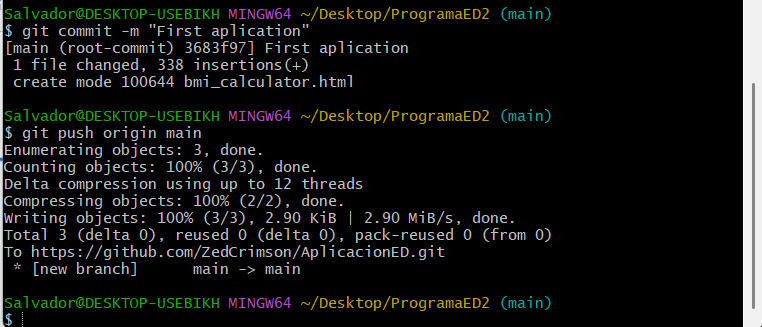 Salvador@DESKTOP-USEBIKH MINGW64 ~/Desktop/ProgramaED2 (main)
$ git commit -m "First aplication"
[main (root-commit) 3683f97] First aplication
 1 file changed, 338 insertions(+)
 create mode 100644 bmi_calculator.html

Salvador@DESKTOP-USEBIKH MINGW64 ~/Desktop/ProgramaED2 (main)
$ git push origin main
Enumerating objects: 3, done.
Counting objects: 100% (3/3), done.
Delta compression using up to 12 threads
Compressing objects: 100% (2/2), done.
Writing objects: 100% (3/3), 2.90 KiB | 2.90 MiB/s, done.
Total 3 (delta 0), reused 0 (delta 0), pack-reused 0 (from 0)
To https://github.com/ZedCrimson/AplicacionED.git
 * [new branch]      main -> main

Salvador@DESKTOP-USEBIKH MINGW64 ~/Desktop/ProgramaED2 (main)
$